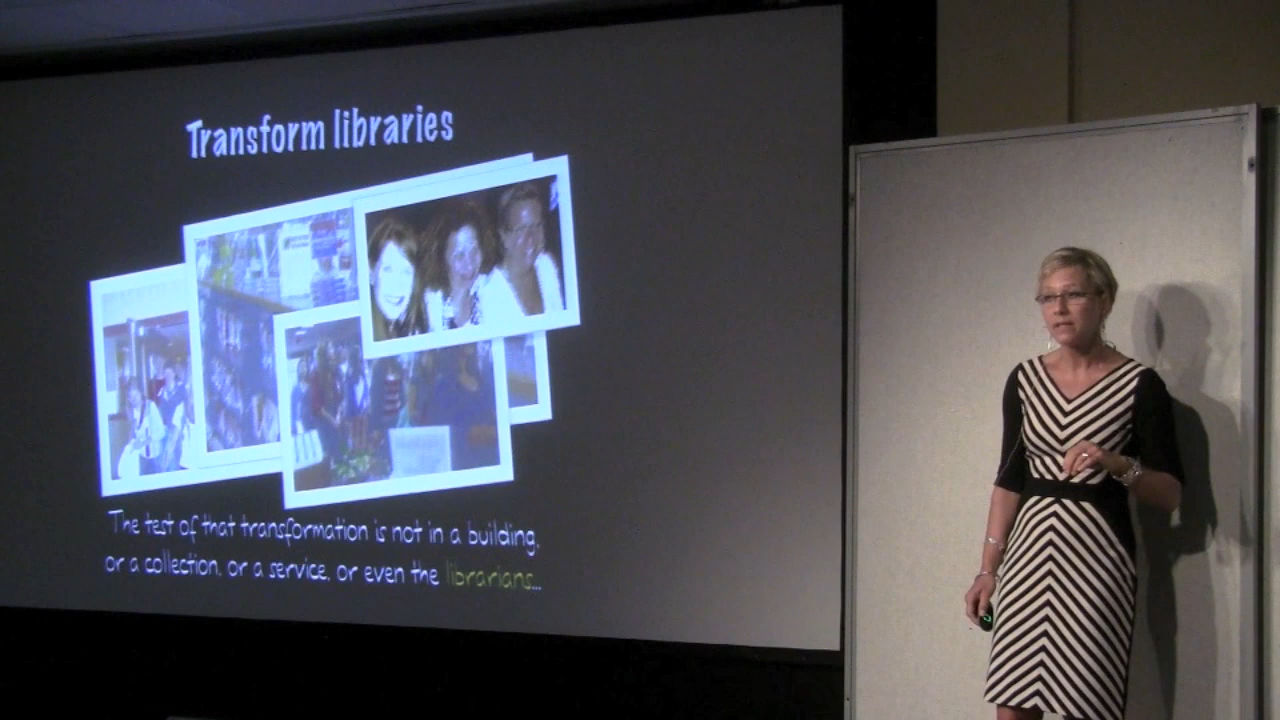 Transform libraries
The test of that transformation is not in a building,
or a collection, or a service, or even the librarians...